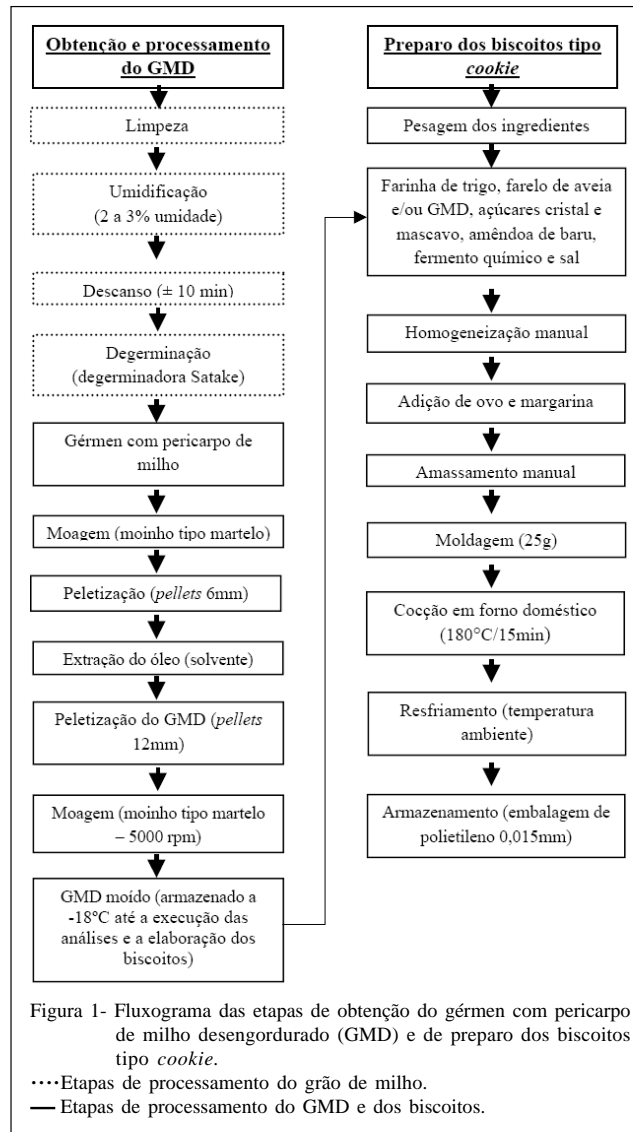 Obtenção e processamento
do GMD
Limpeza
Umidificação
(2 a 3% umidade)
Descanso (± 10 min)
Degerminação
(degerminadora Satake)
Gérmen com pericarpo de
milho
Moagem (moinho tipo martelo)
Peletização (pellets 6mm)
Extração do óleo (solvente)
Peletização do GMD (pellets
12mm)
Moagem (moinho tipo martelo
– 5000 rpm)
GMD moído (armazenado a
-18ºC até a execução das
análises e a elaboração dos
biscoitos)
Preparo dos biscoitos tipo
cookie
Pesagem dos ingredientes
Farinha de trigo, farelo de aveia
e/ou GMD, açúcares cristal e
mascavo, amêndoa de baru,
fermento químico e sal
Homogeneização manual
Adição de ovo e margarina
Amassamento manual
Moldagem (25g)
Cocção em forno doméstico
(180°C/15min)
Resfriamento (temperatura
ambiente)
Armazenamento (embalagem de
polietileno 0,015mm)
Figura 1- Fluxograma das etapas de obtenção do gérmen com pericarpo
de milho desengordurado (GMD) e de preparo dos biscoitos
tipo cookie.
····Etapas de processamento do grão de milho.
— Etapas de processamento do GMD e dos biscoitos.